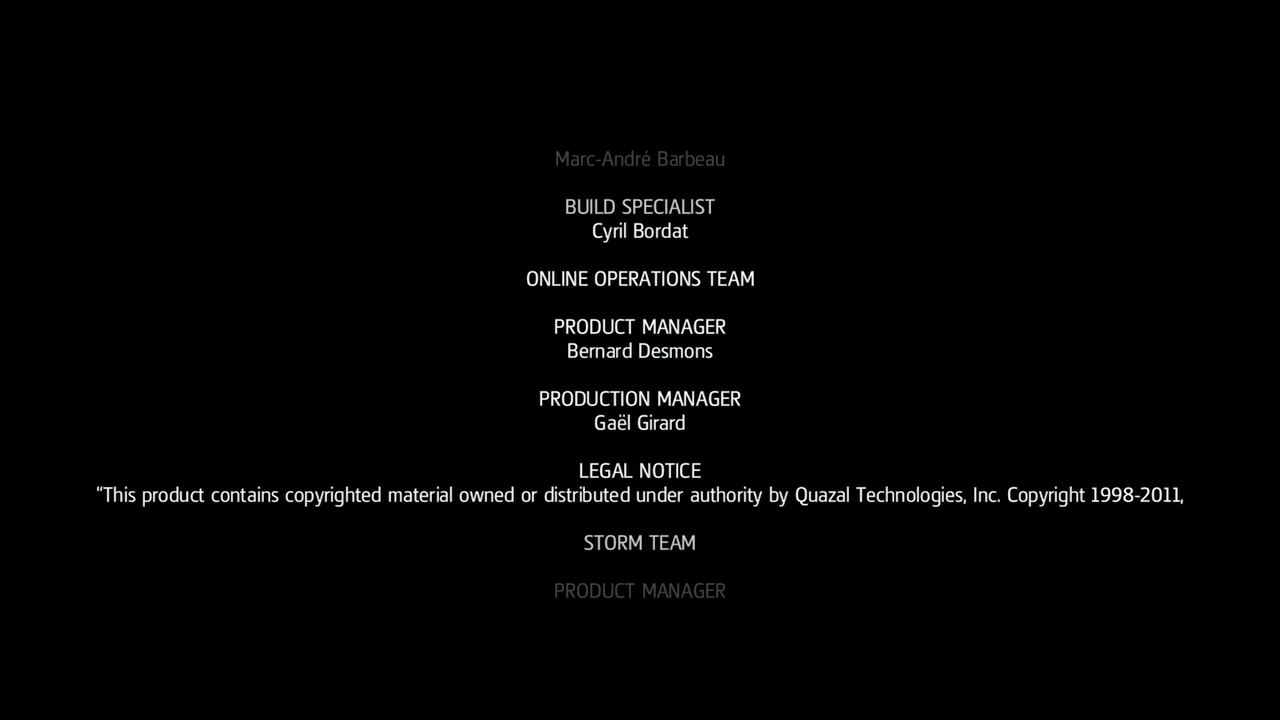 Marc-André Barbeau
BUILD SPECIALIST
Cyril Bordat
ONLINE OPERATIONS TEAM
PRODUCT MANAGER
Bernard Desmons
PRODUCTION MANAGER
Gaël Girard
LEGAL NOTICE
“This product contains copyrighted material owned or distributed under authority by Quazal Technologies, Inc. Copyright 1998-2011,
STORM TEAM
PRODUCT MANAGER